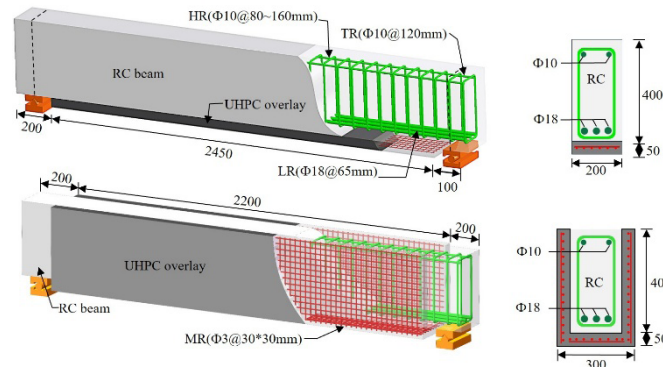 HR(Φ10@80~160mm)
TR(Φ10@120mm)
RC beam
UHPC overlay
LR(Φ18@65mm)
200
2450
100
Φ10
RC
Φ18
400
50
200
200
2200
200
UHPC overlay
RC beam
MR(Φ3@30*30mm)
Φ10
RC
Φ18
40
50
300